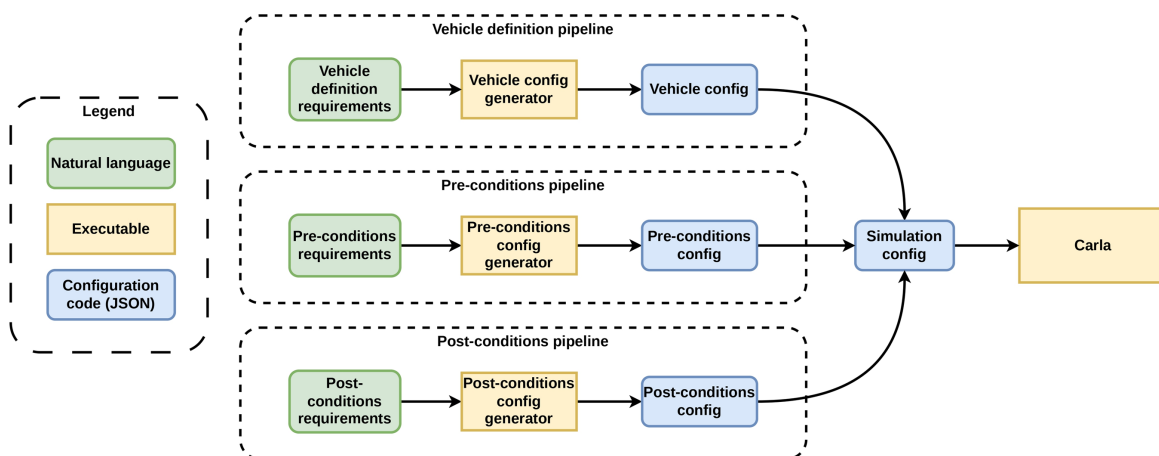 Legend
Natural language
Executable
Configuration
code (JSON)
Vehicle definition pipeline
Vehicle
definition
requirements
Vehicle config
generator
Vehicle config
Pre-conditions pipeline
Pre-conditions
requirements
Pre-conditions
config
generator
Pre-conditions
config
Post-conditions pipeline
Post-
conditions
requirements
Post-conditions
config
generator
Post-conditions
config
Simulation
config
Carla